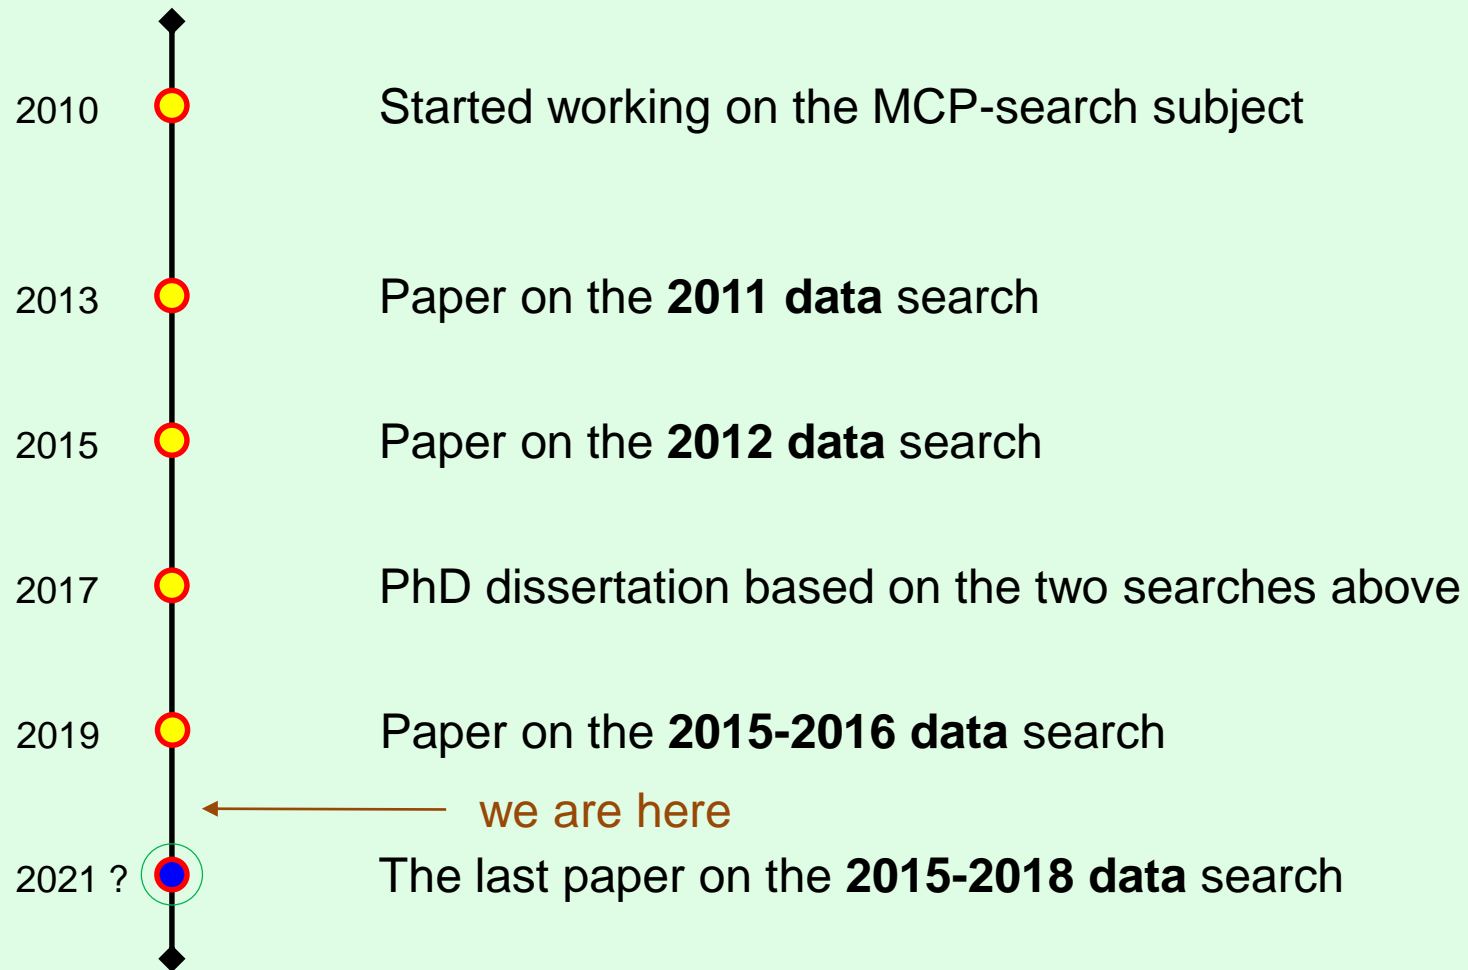 2010 Started working on the MCP-search subject
2013 Paper on the 2011 data search
2015 Paper on the 2012 data search
2017 PhD dissertation based on the two searches above
2019 Paper on the 2015-2016 data search
we are here
2021 ? The last paper on the 2015-2018 data search